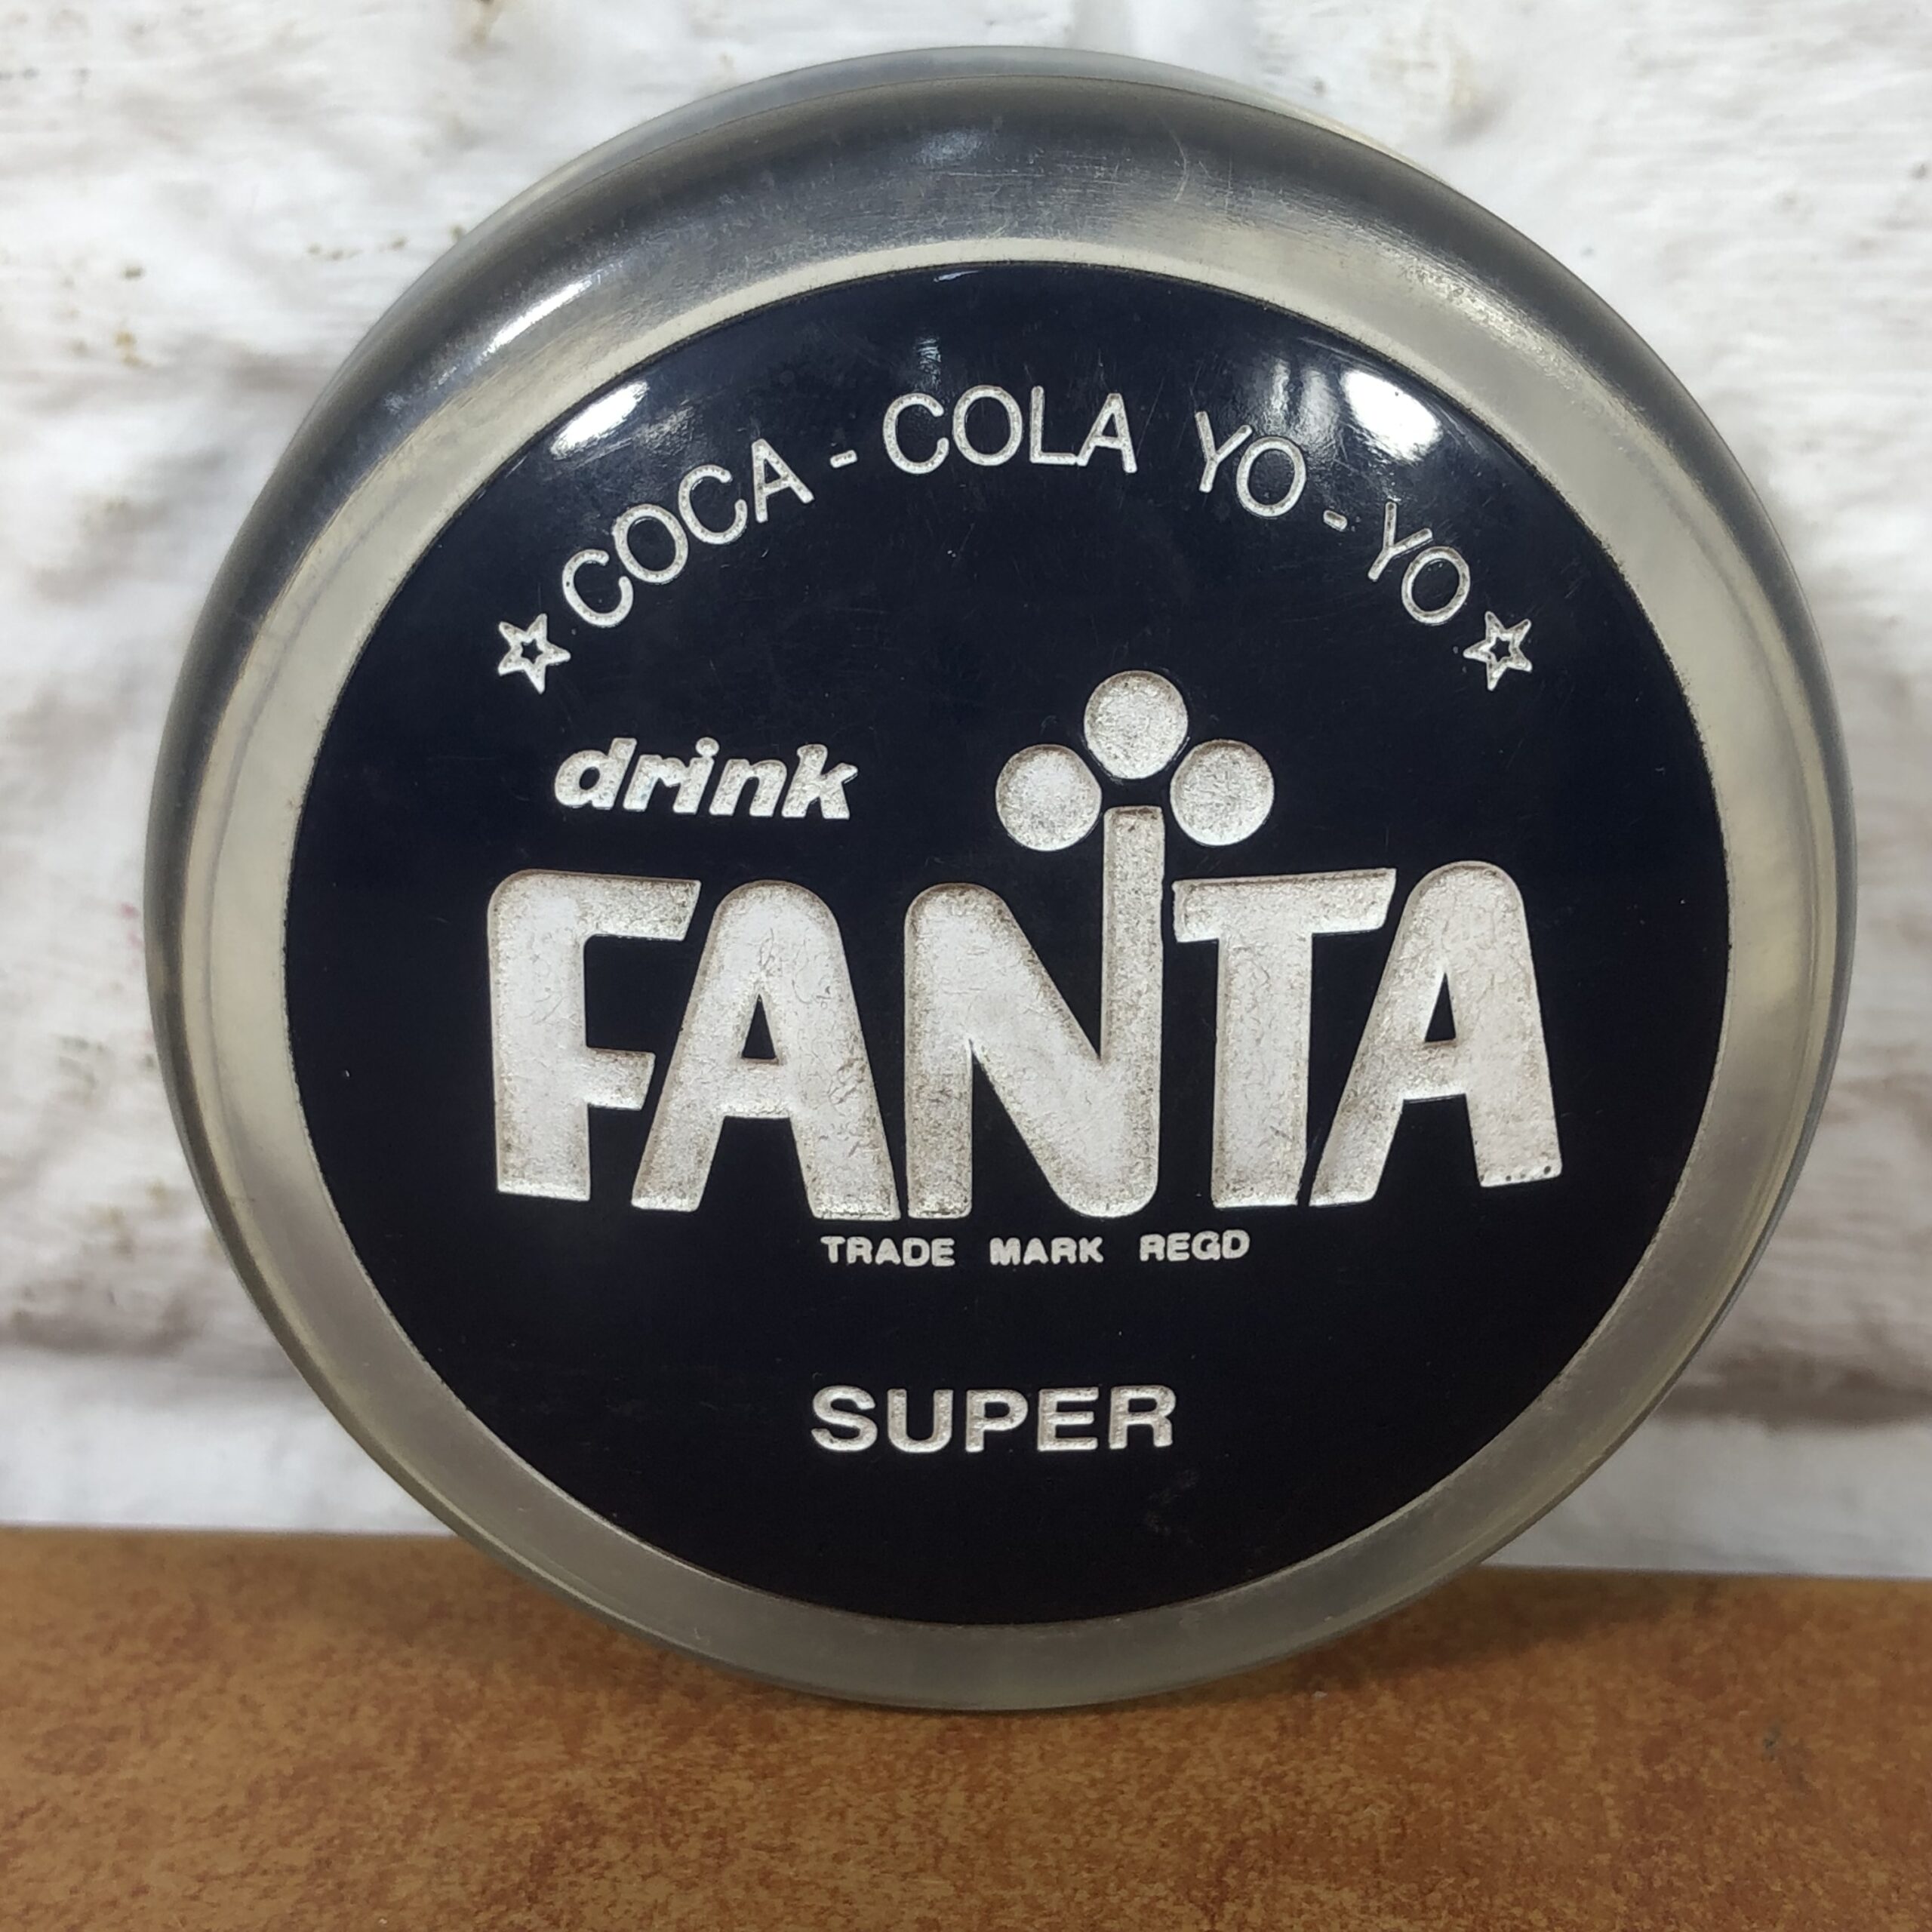 COCA - COLA YO - YO
drink
FANTA
TRADE MARK REGD
SUPER